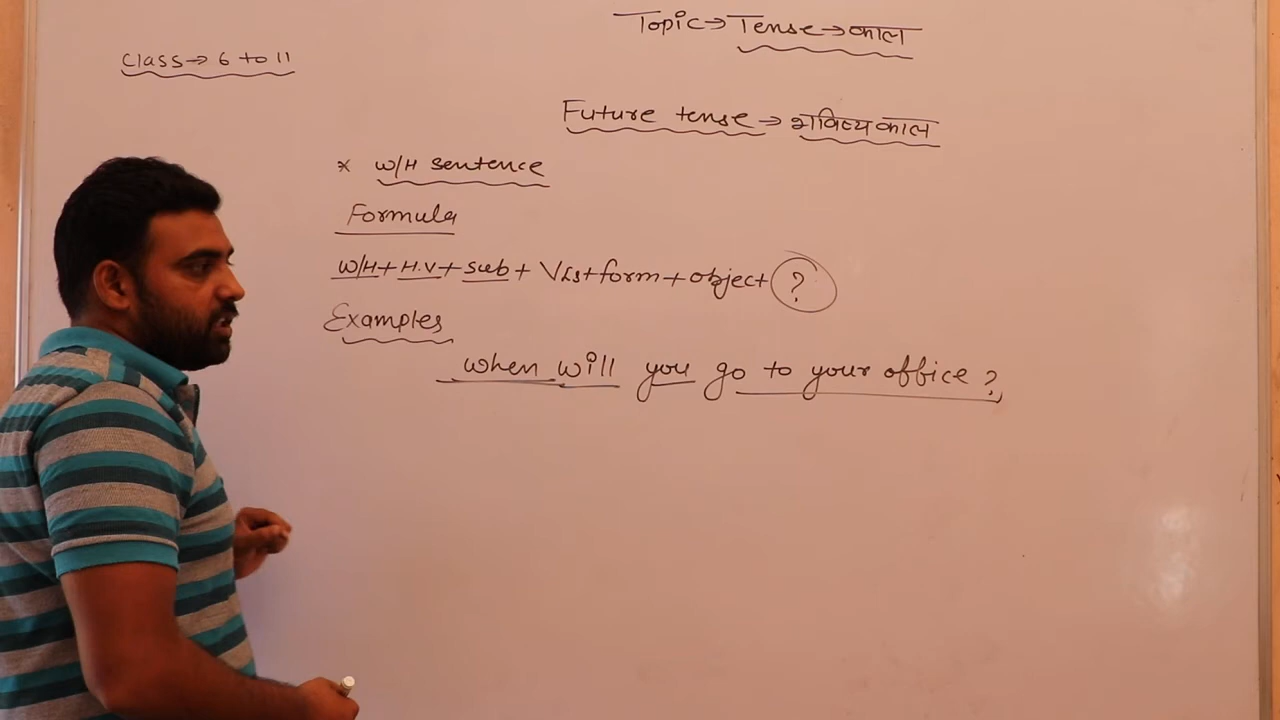 Topic→Tense→काल
Class→ 6 to 11
Future tense→भविष्यकाल
* W/H sentence
Formula
W/H+H.V+sub+V1st form+object+?
Examples
when will you go to your office?